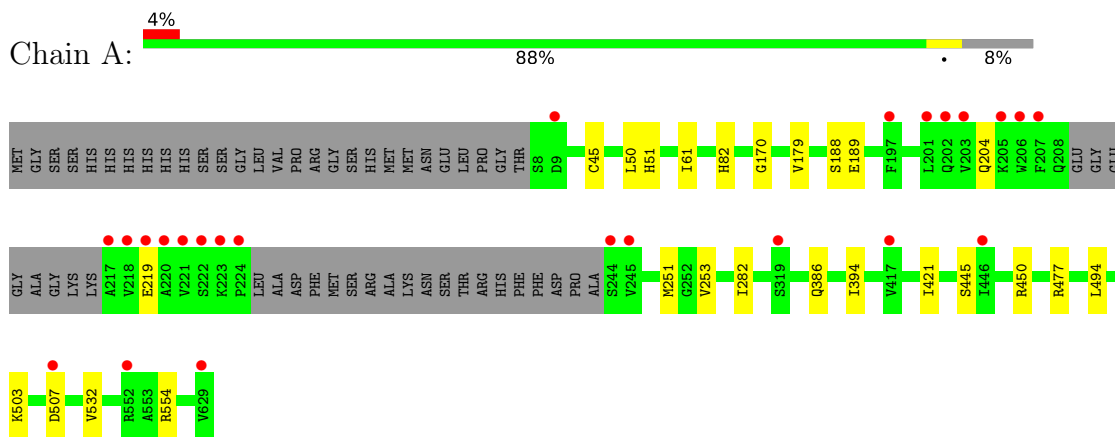 4%
Chain A:
88% • 8%
MET GLY SER SER HIS HIS HIS HIS HIS HIS SER SER GLY LEU VAL PRO ARG GLY SER HIS MET MET ASN GLU LEU PRO GLY THR S8 D9 C45 L50 H51 I61 H82 G170 V179 S188 E189 F197 L201 Q202 V203 Q204 K205 W206 F207 Q208 GLU GLY GLU
GLY ALA GLY LYS LYS A217 V218 E219 A220 V221 S222 K223 P224 LEU ALA ASP PHE MET SER ARG ALA LYS ASN SER THR ARG HIS PHE PHE ASP PRO ALA S244 V245 M251 G252 V253 I282 S319 Q386 I394 V417 I421 S445 I446 R450 R477 L494
K503 D507 V532 R552 A553 R554 V629